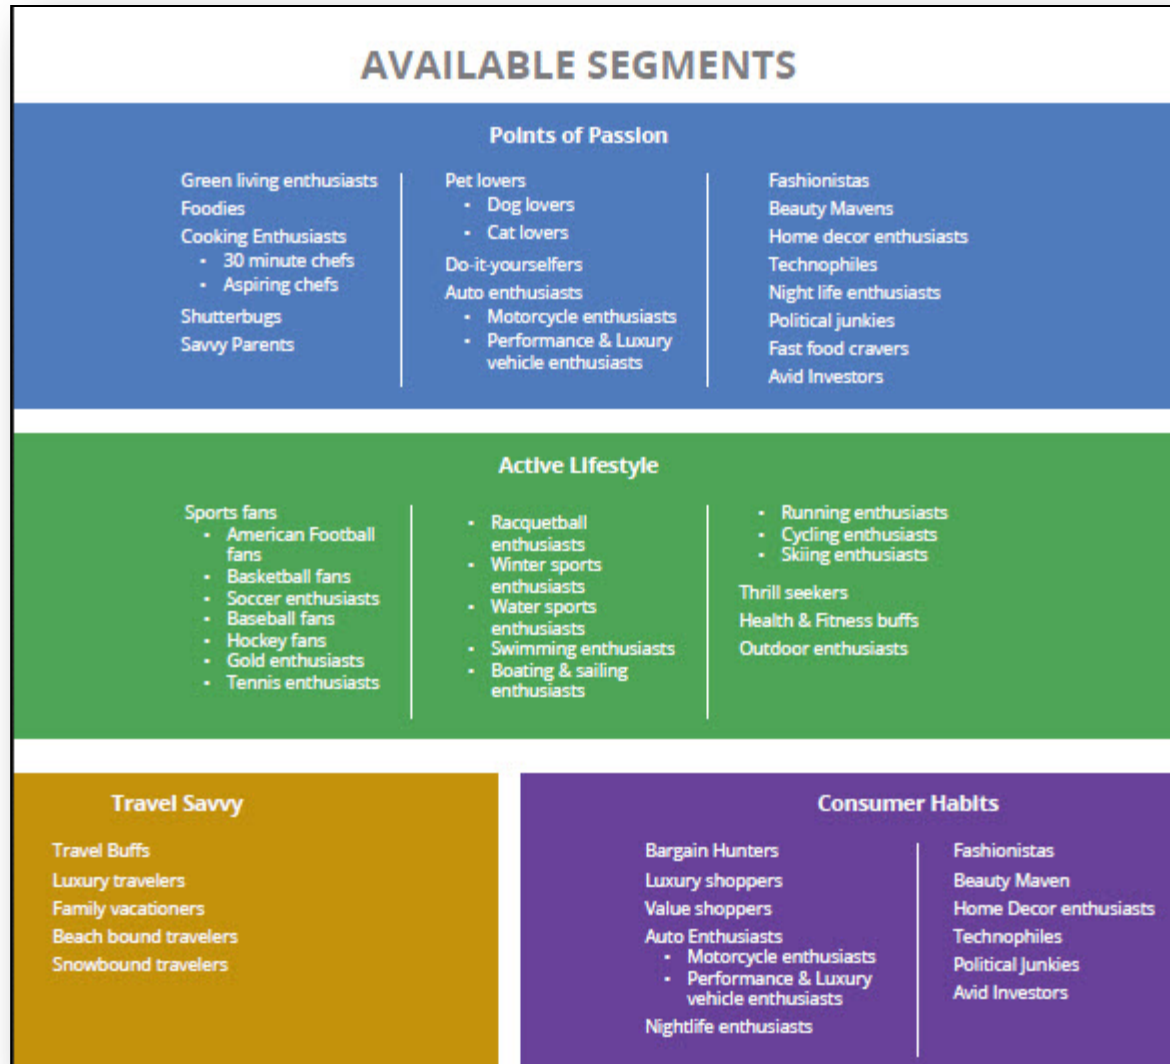 AVAILABLE SEGMENTS
Points of Passion
Green living enthusiasts
Foodies
Cooking Enthusiasts
▪ 30 minute chefs
▪ Aspiring chefs
Shutterbugs
Savvy Parents
Pet lovers
▪ Dog lovers
▪ Cat lovers
Do-it-yourselfers
Auto enthusiasts
▪ Motorcycle enthusiasts
▪ Performance & Luxury
vehicle enthusiasts
Fashionistas
Beauty Mavens
Home decor enthusiasts
Technophiles
Night life enthusiasts
Political junkies
Fast food cravers
Avid Investors
Active Lifestyle
Sports fans
▪ American Football
fans
▪ Basketball fans
▪ Soccer enthusiasts
▪ Baseball fans
▪ Hockey fans
▪ Gold enthusiasts
▪ Tennis enthusiasts
▪ Racquetball
enthusiasts
▪ Winter sports
enthusiasts
▪ Water sports
enthusiasts
▪ Swimming enthusiasts
▪ Boating & sailing
enthusiasts
▪ Running enthusiasts
▪ Cycling enthusiasts
▪ Skiing enthusiasts
Thrill seekers
Health & Fitness buffs
Outdoor enthusiasts
Travel Savvy
Travel Buffs
Luxury travelers
Family vacationers
Beach bound travelers
Snowbound travelers
Consumer Habits
Bargain Hunters
Luxury shoppers
Value shoppers
Auto Enthusiasts
▪ Motorcycle enthusiasts
▪ Performance & Luxury
vehicle enthusiasts
Nightlife enthusiasts
Fashionistas
Beauty Maven
Home Decor enthusiasts
Technophiles
Political Junkies
Avid Investors